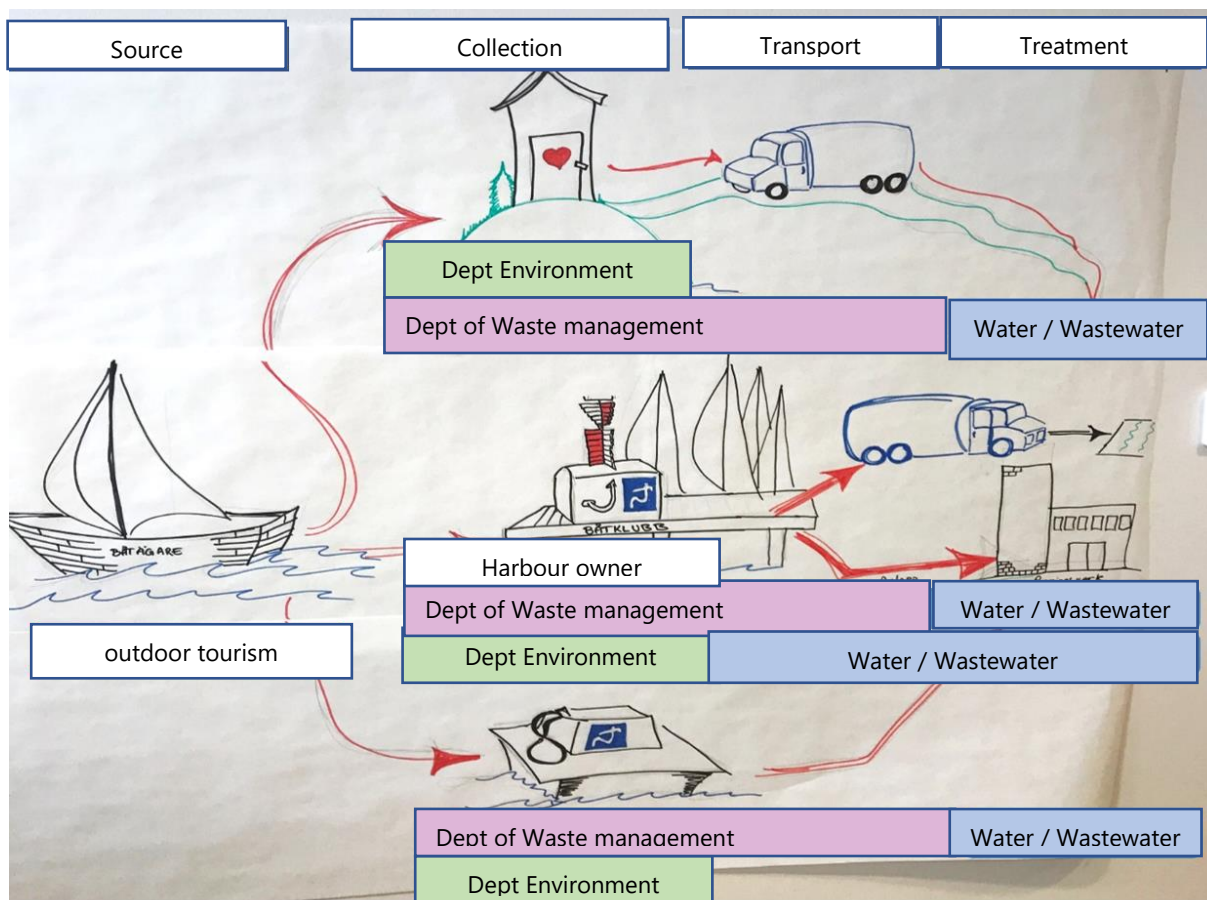 Source
Collection
Transport
Treatment
Dept Environment
Dept of Waste management
Water / Wastewater
BÅTÄGARE
BÅTKLUBB
Harbour owner
Dept of Waste management
Water / Wastewater
outdoor tourism
Dept Environment
Water / Wastewater
Dept of Waste management
Water / Wastewater
Dept Environment